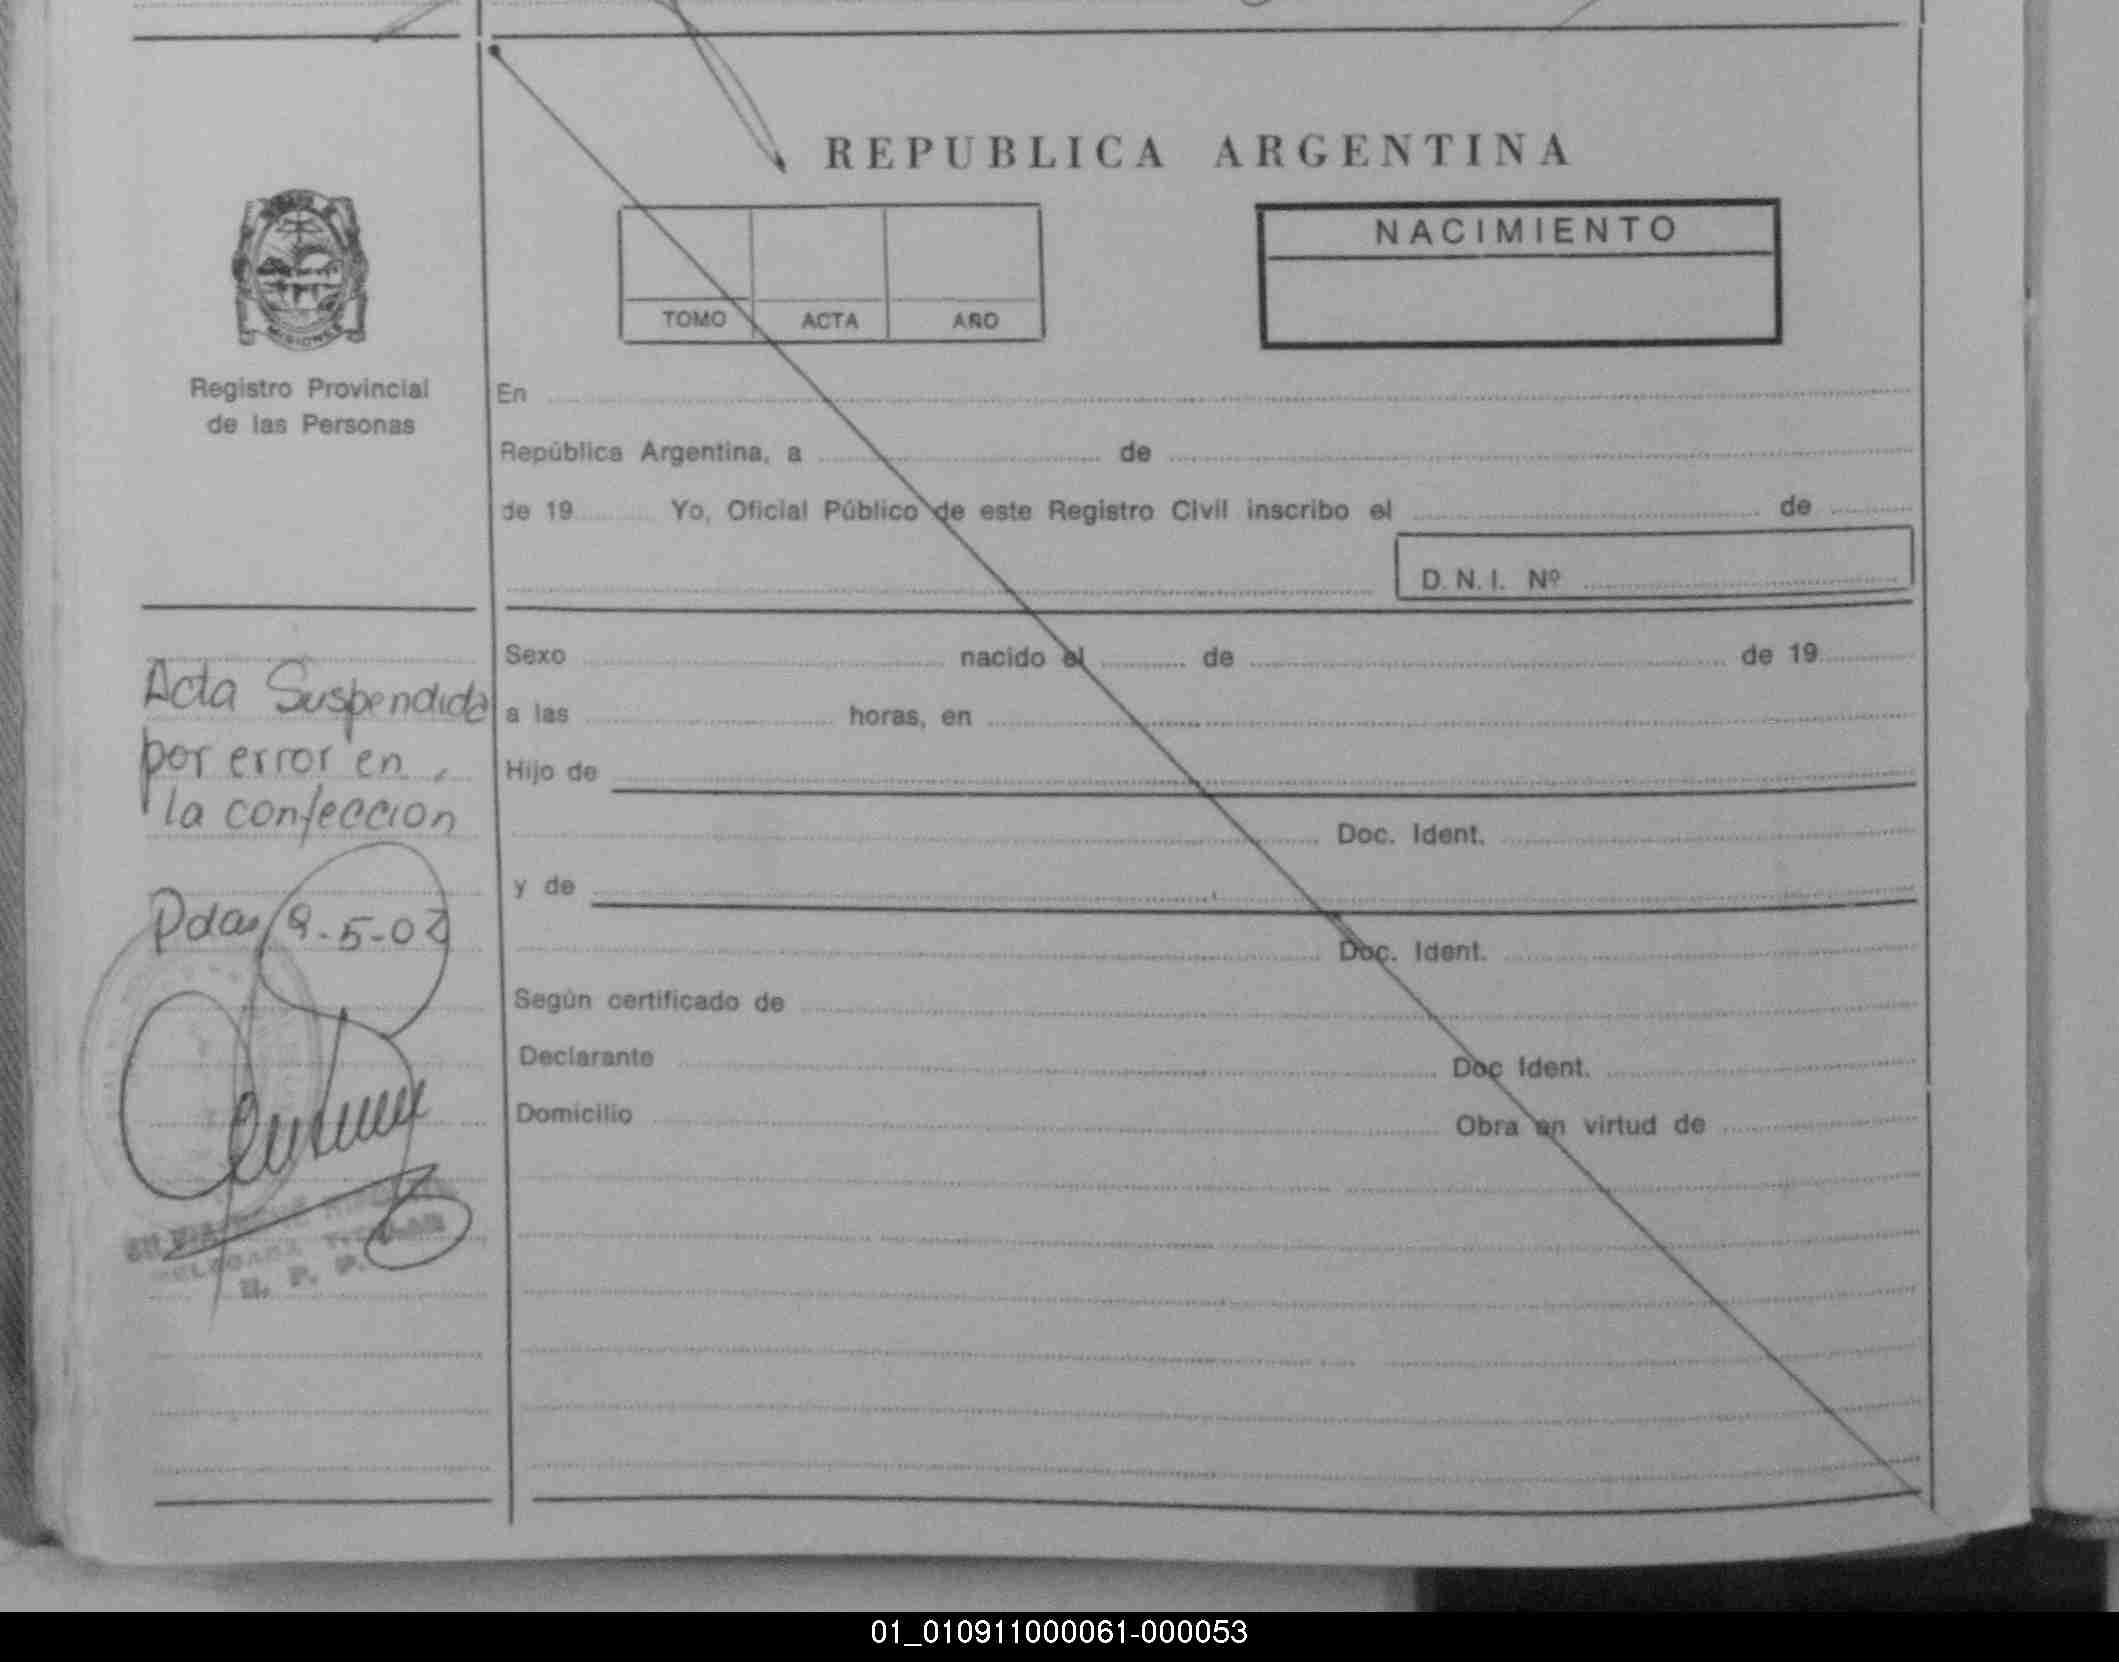 REPUBLICA ARGENTINA
MISIONES
Registro Provincial
de las Personas
TOMO ACTA AÑO
NACIMIENTO
En
República Argentina, a de
de 19 Yo, Oficial Público de este Registro Civil inscribo el de
D. N. I. Nº
Sexo nacido el de de 19
a las horas, en
Hijo de
Doc. Ident.
y de
Doc. Ident.
Según certificado de
Declarante Doc Ident.
Domicilio Obra en virtud de
Acta Suspendida
por error en
la confeccion
Pdas 9-5-02
TITULAR
R. P. P.
01_010911000061-000053